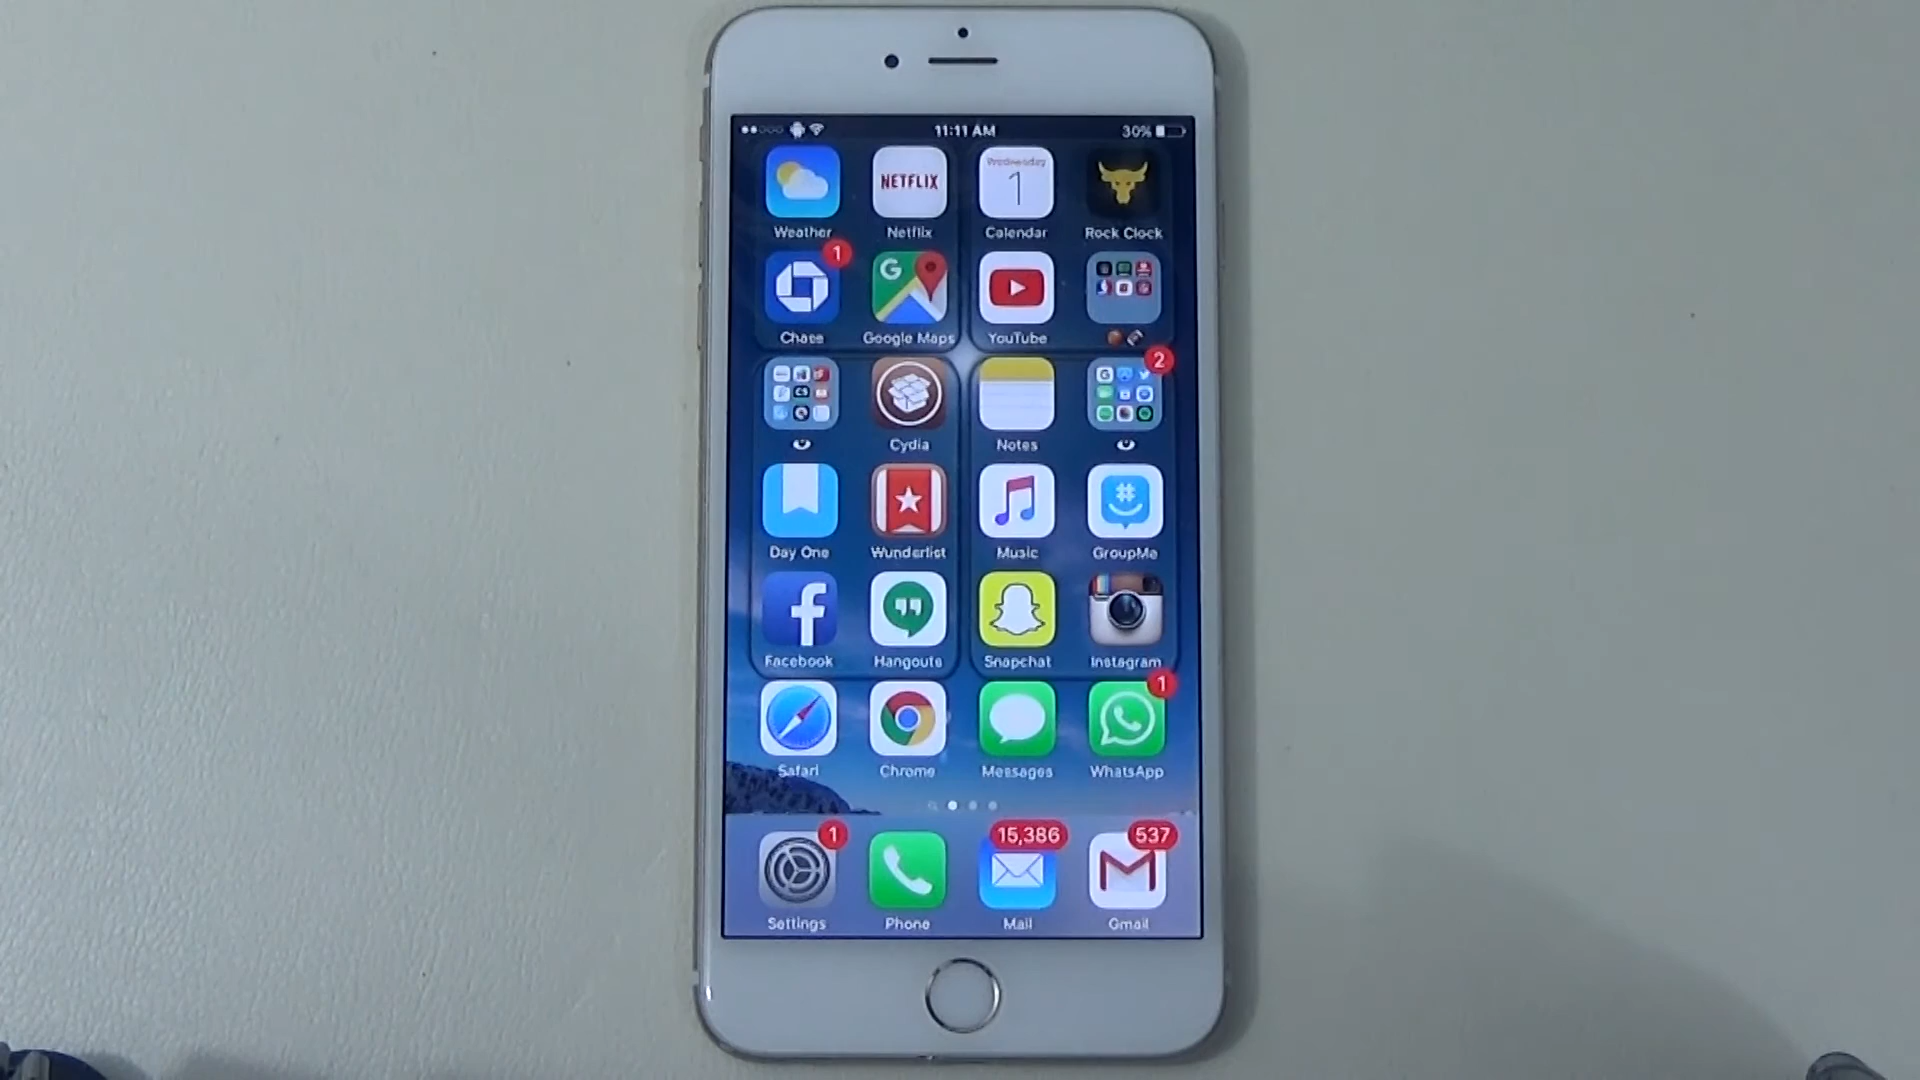 11:11 AM 30%
NETFLIX Wednesday 1
Weather Netflix Calendar Rock Clock
1
G
Chase Google Maps YouTube
2
Cydia Notes
Day One Wunderlist Music GroupMe
Facebook Hangouts Snapchat Instagram
1
Safari Chrome Messages WhatsApp
1 15,386 537
Settings Phone Mail Gmail